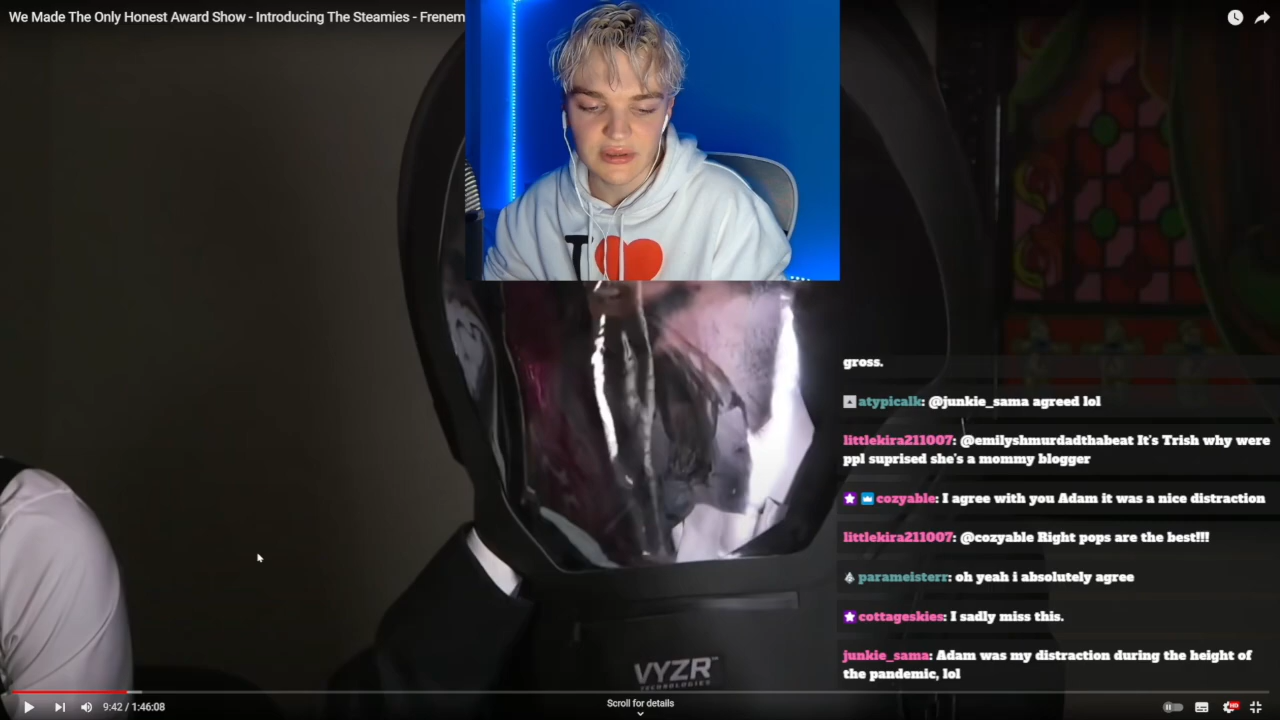 We Made The Only Honest Award Show - Introducing The Steamies - Frenem
I
gross.
atypicalk: @junkie_sama agreed lol
littlekira211007: @emilyshmurdadthabeat It's Trish why were
ppl suprised she's a mommy blogger
cozyable: I agree with you Adam it was a nice distraction
littlekira211007: @cozyable Right pops are the best!!!
parameisterr: oh yeah i absolutely agree
cottageskies: I sadly miss this.
junkie_sama: Adam was my distraction during the height of
the pandemic, lol
VYZR™
TECHNOLOGIES
9:42 / 1:46:08
Scroll for details
HD